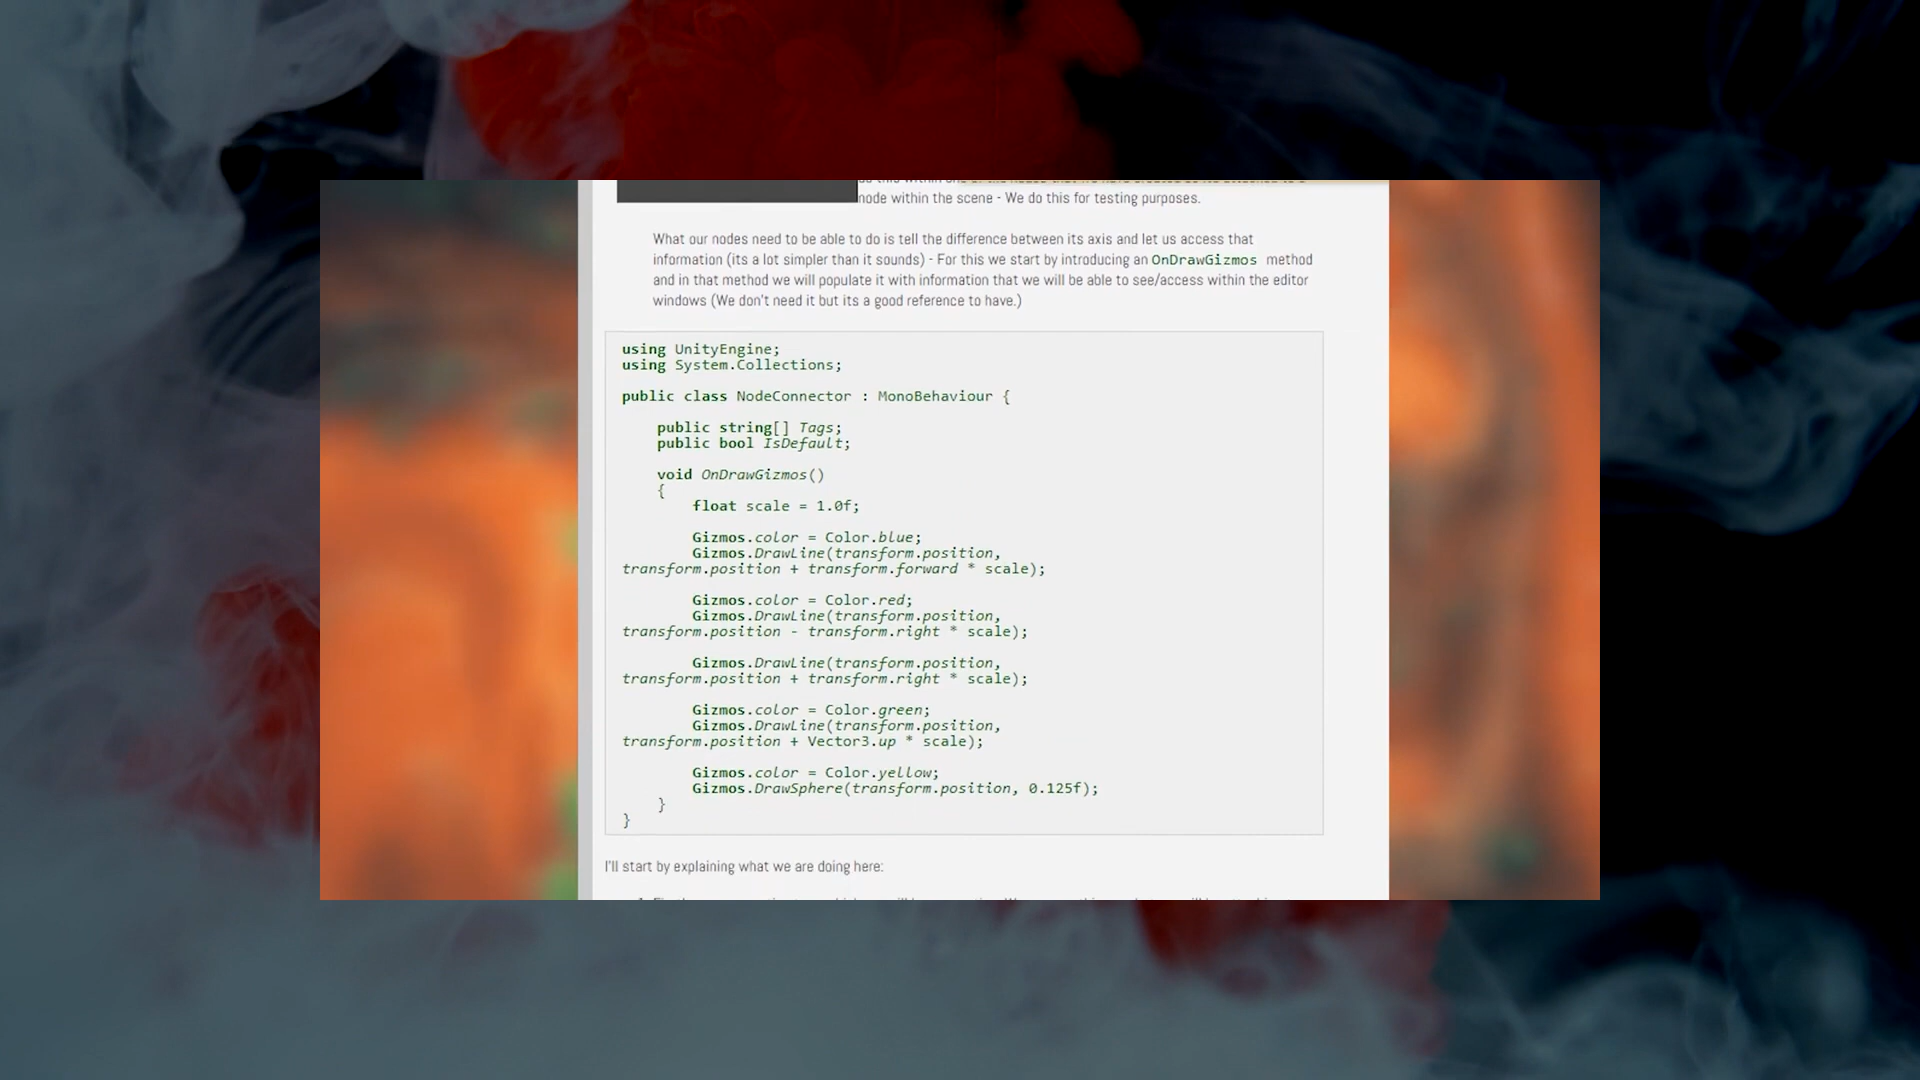 node within the scene - We do this for testing purposes.
What our nodes need to be able to do is tell the difference between its axis and let us access that
information (its a lot simpler than it sounds) - For this we start by introducing an OnDrawGizmos method
and in that method we will populate it with information that we will be able to see/access within the editor
windows (We don't need it but its a good reference to have.)
using UnityEngine;
using System.Collections;
public class NodeConnector : MonoBehaviour {
public string[] Tags;
public bool IsDefault;
void OnDrawGizmos()
{
float scale = 1.0f;
Gizmos.color = Color.blue;
Gizmos.DrawLine(transform.position,
transform.position + transform.forward * scale);
Gizmos.color = Color.red;
Gizmos.DrawLine(transform.position,
transform.position - transform.right * scale);
Gizmos.DrawLine(transform.position,
transform.position + transform.right * scale);
Gizmos.color = Color.green;
Gizmos.DrawLine(transform.position,
transform.position + Vector3.up * scale);
Gizmos.color = Color.yellow;
Gizmos.DrawSphere(transform.position, 0.125f);
}
}
I'll start by explaining what we are doing here: